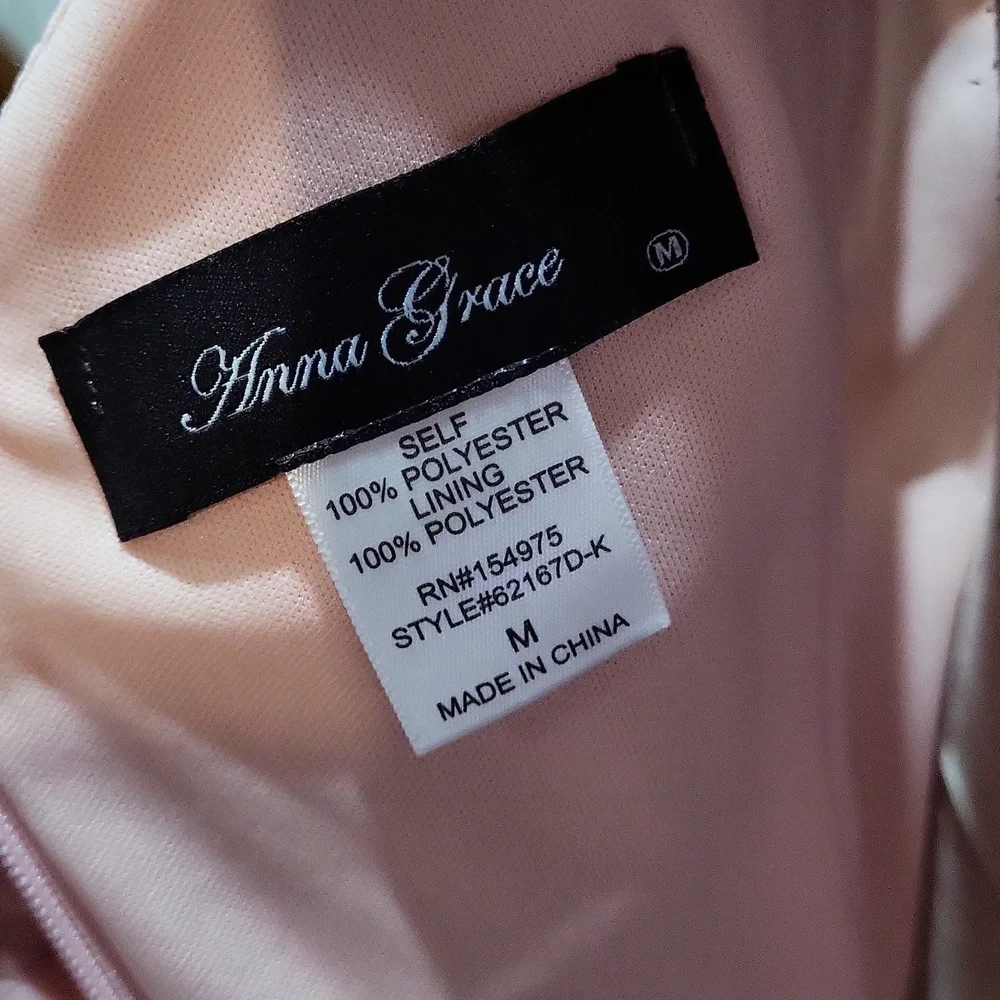 Anna Grace M
SELF
100% POLYESTER
LINING
100% POLYESTER
RN#154975
STYLE#62167D-K
M
MADE IN CHINA